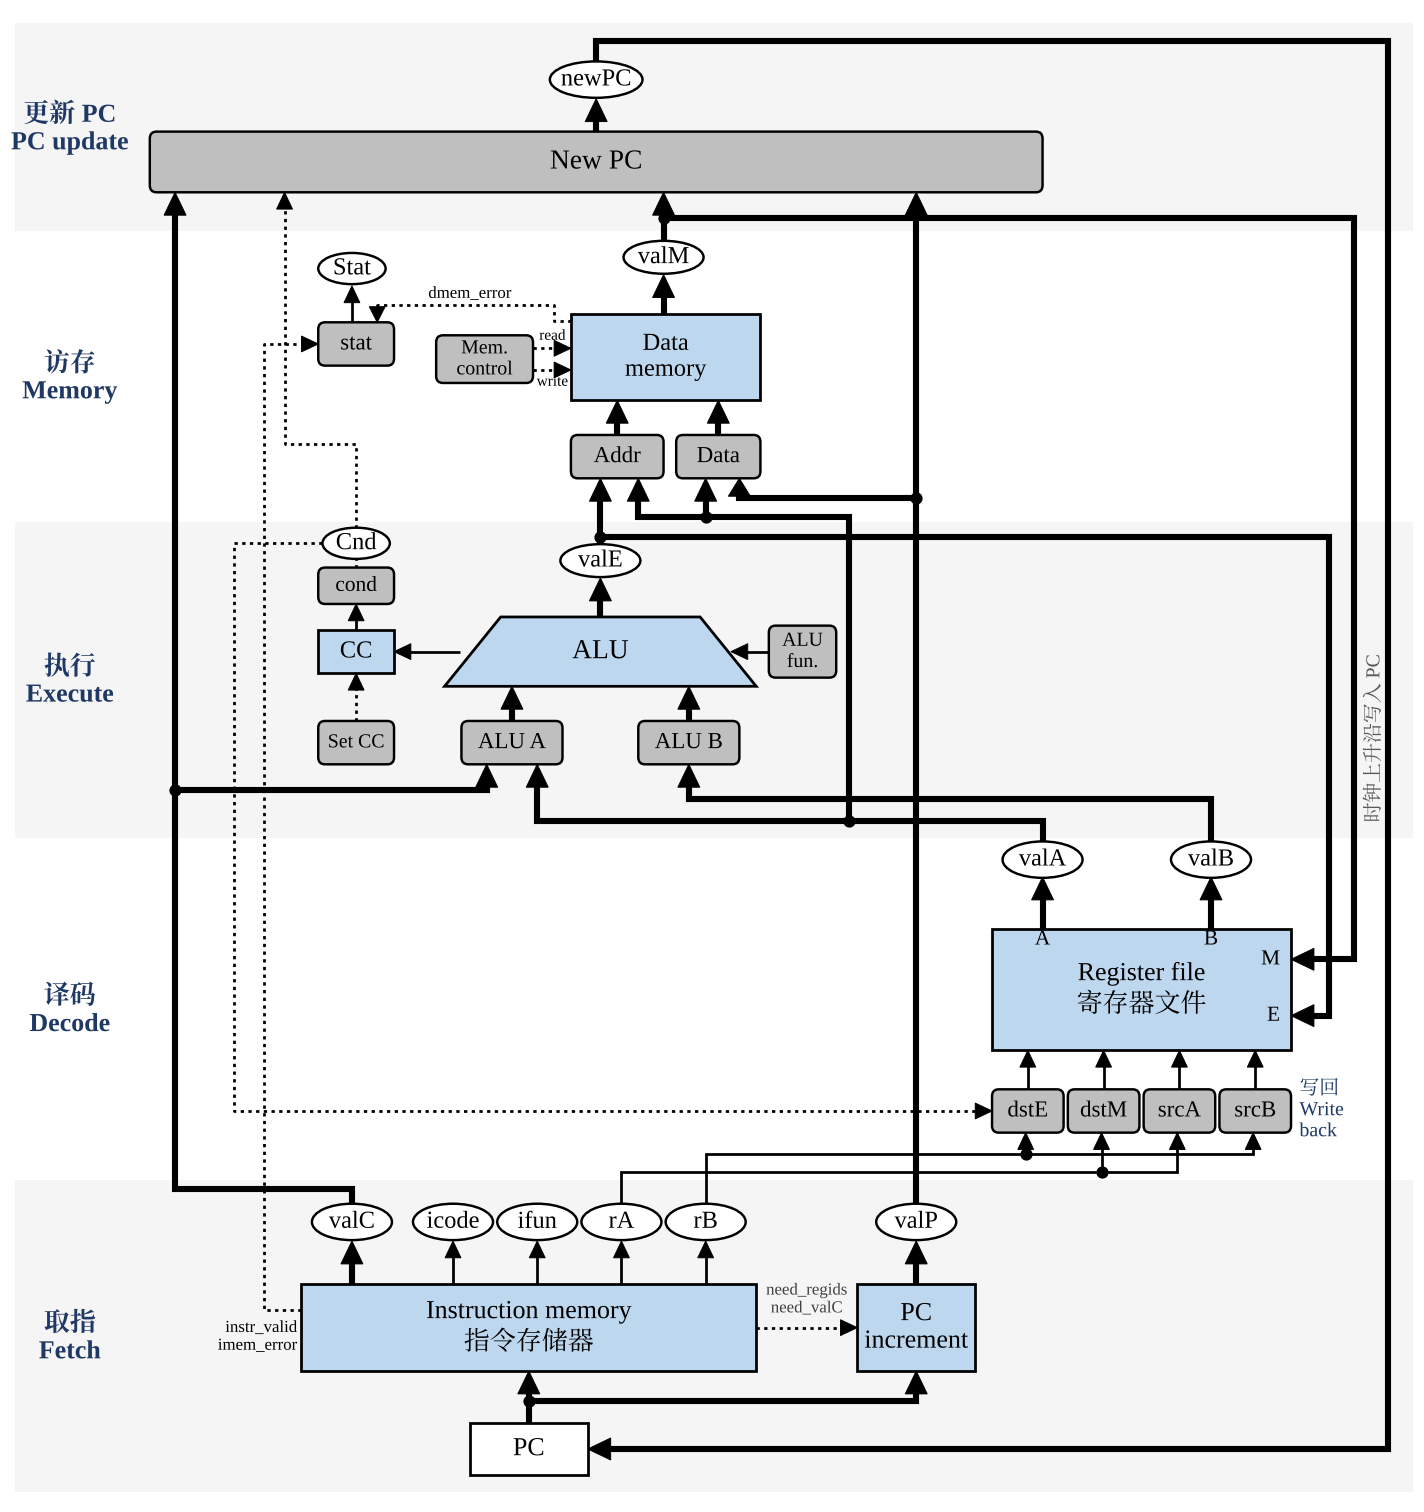 newPC
更新 PC
PC update
New PC
Stat
valM
dmem_error
stat
Mem.
control
read
write
Data
memory
访存
Memory
Addr
Data
Cnd
valE
cond
CC
ALU
ALU
fun.
执行
Execute
Set CC
ALU A
ALU B
时钟上升沿写入 PC
valA
valB
A
B
M
Register file
寄存器文件
E
译码
Decode
dstE
dstM
srcA
srcB
写回
Write
back
valC
icode
ifun
rA
rB
valP
need_regids
need_valC
Instruction memory
指令存储器
PC
increment
取指
Fetch
instr_valid
imem_error
PC